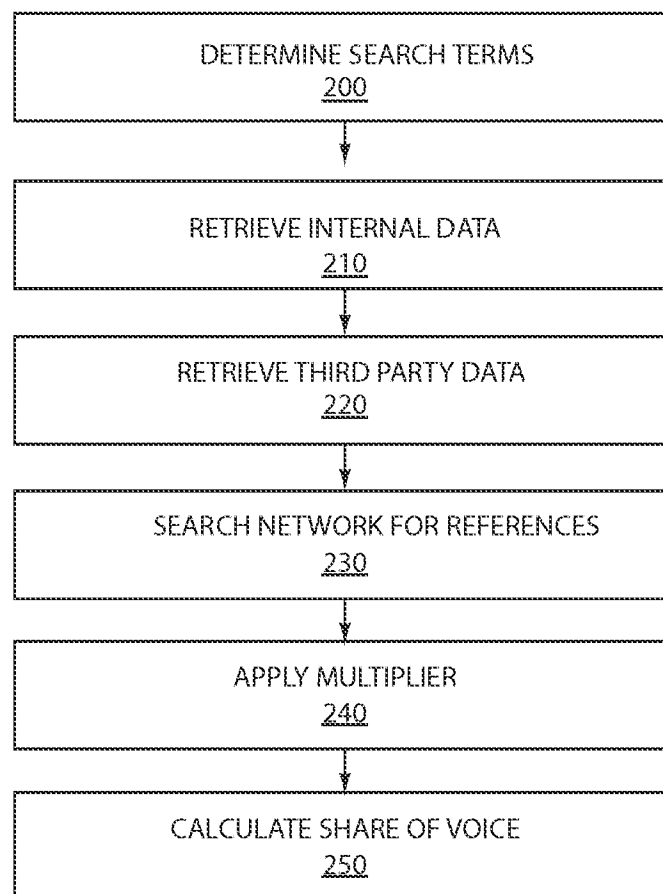 DETERMINE SEARCH TERMS
200
RETRIEVE INTERNAL DATA
210
RETRIEVE THIRD PARTY DATA
220
SEARCH NETWORK FOR REFERENCES
230
APPLY MULTIPLIER
240
CALCULATE SHARE OF VOICE
250